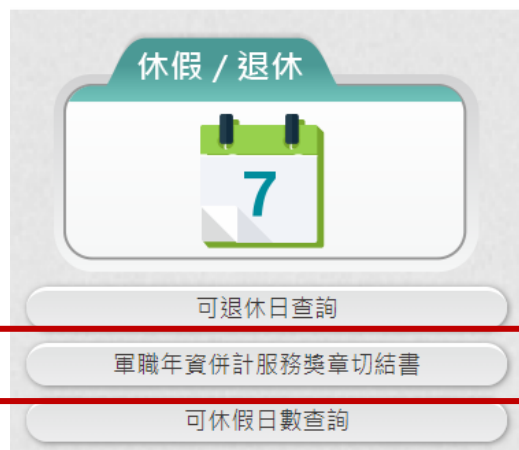 休假 / 退休
7
可退休日查詢
軍職年資併計服務獎章切結書
可休假日數查詢